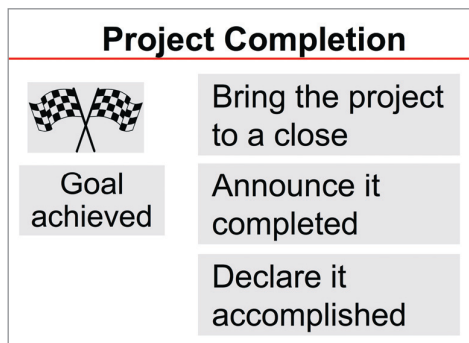 Project Completion
Goal
achieved
Bring the project
to a close
Announce it
completed
Declare it
accomplished